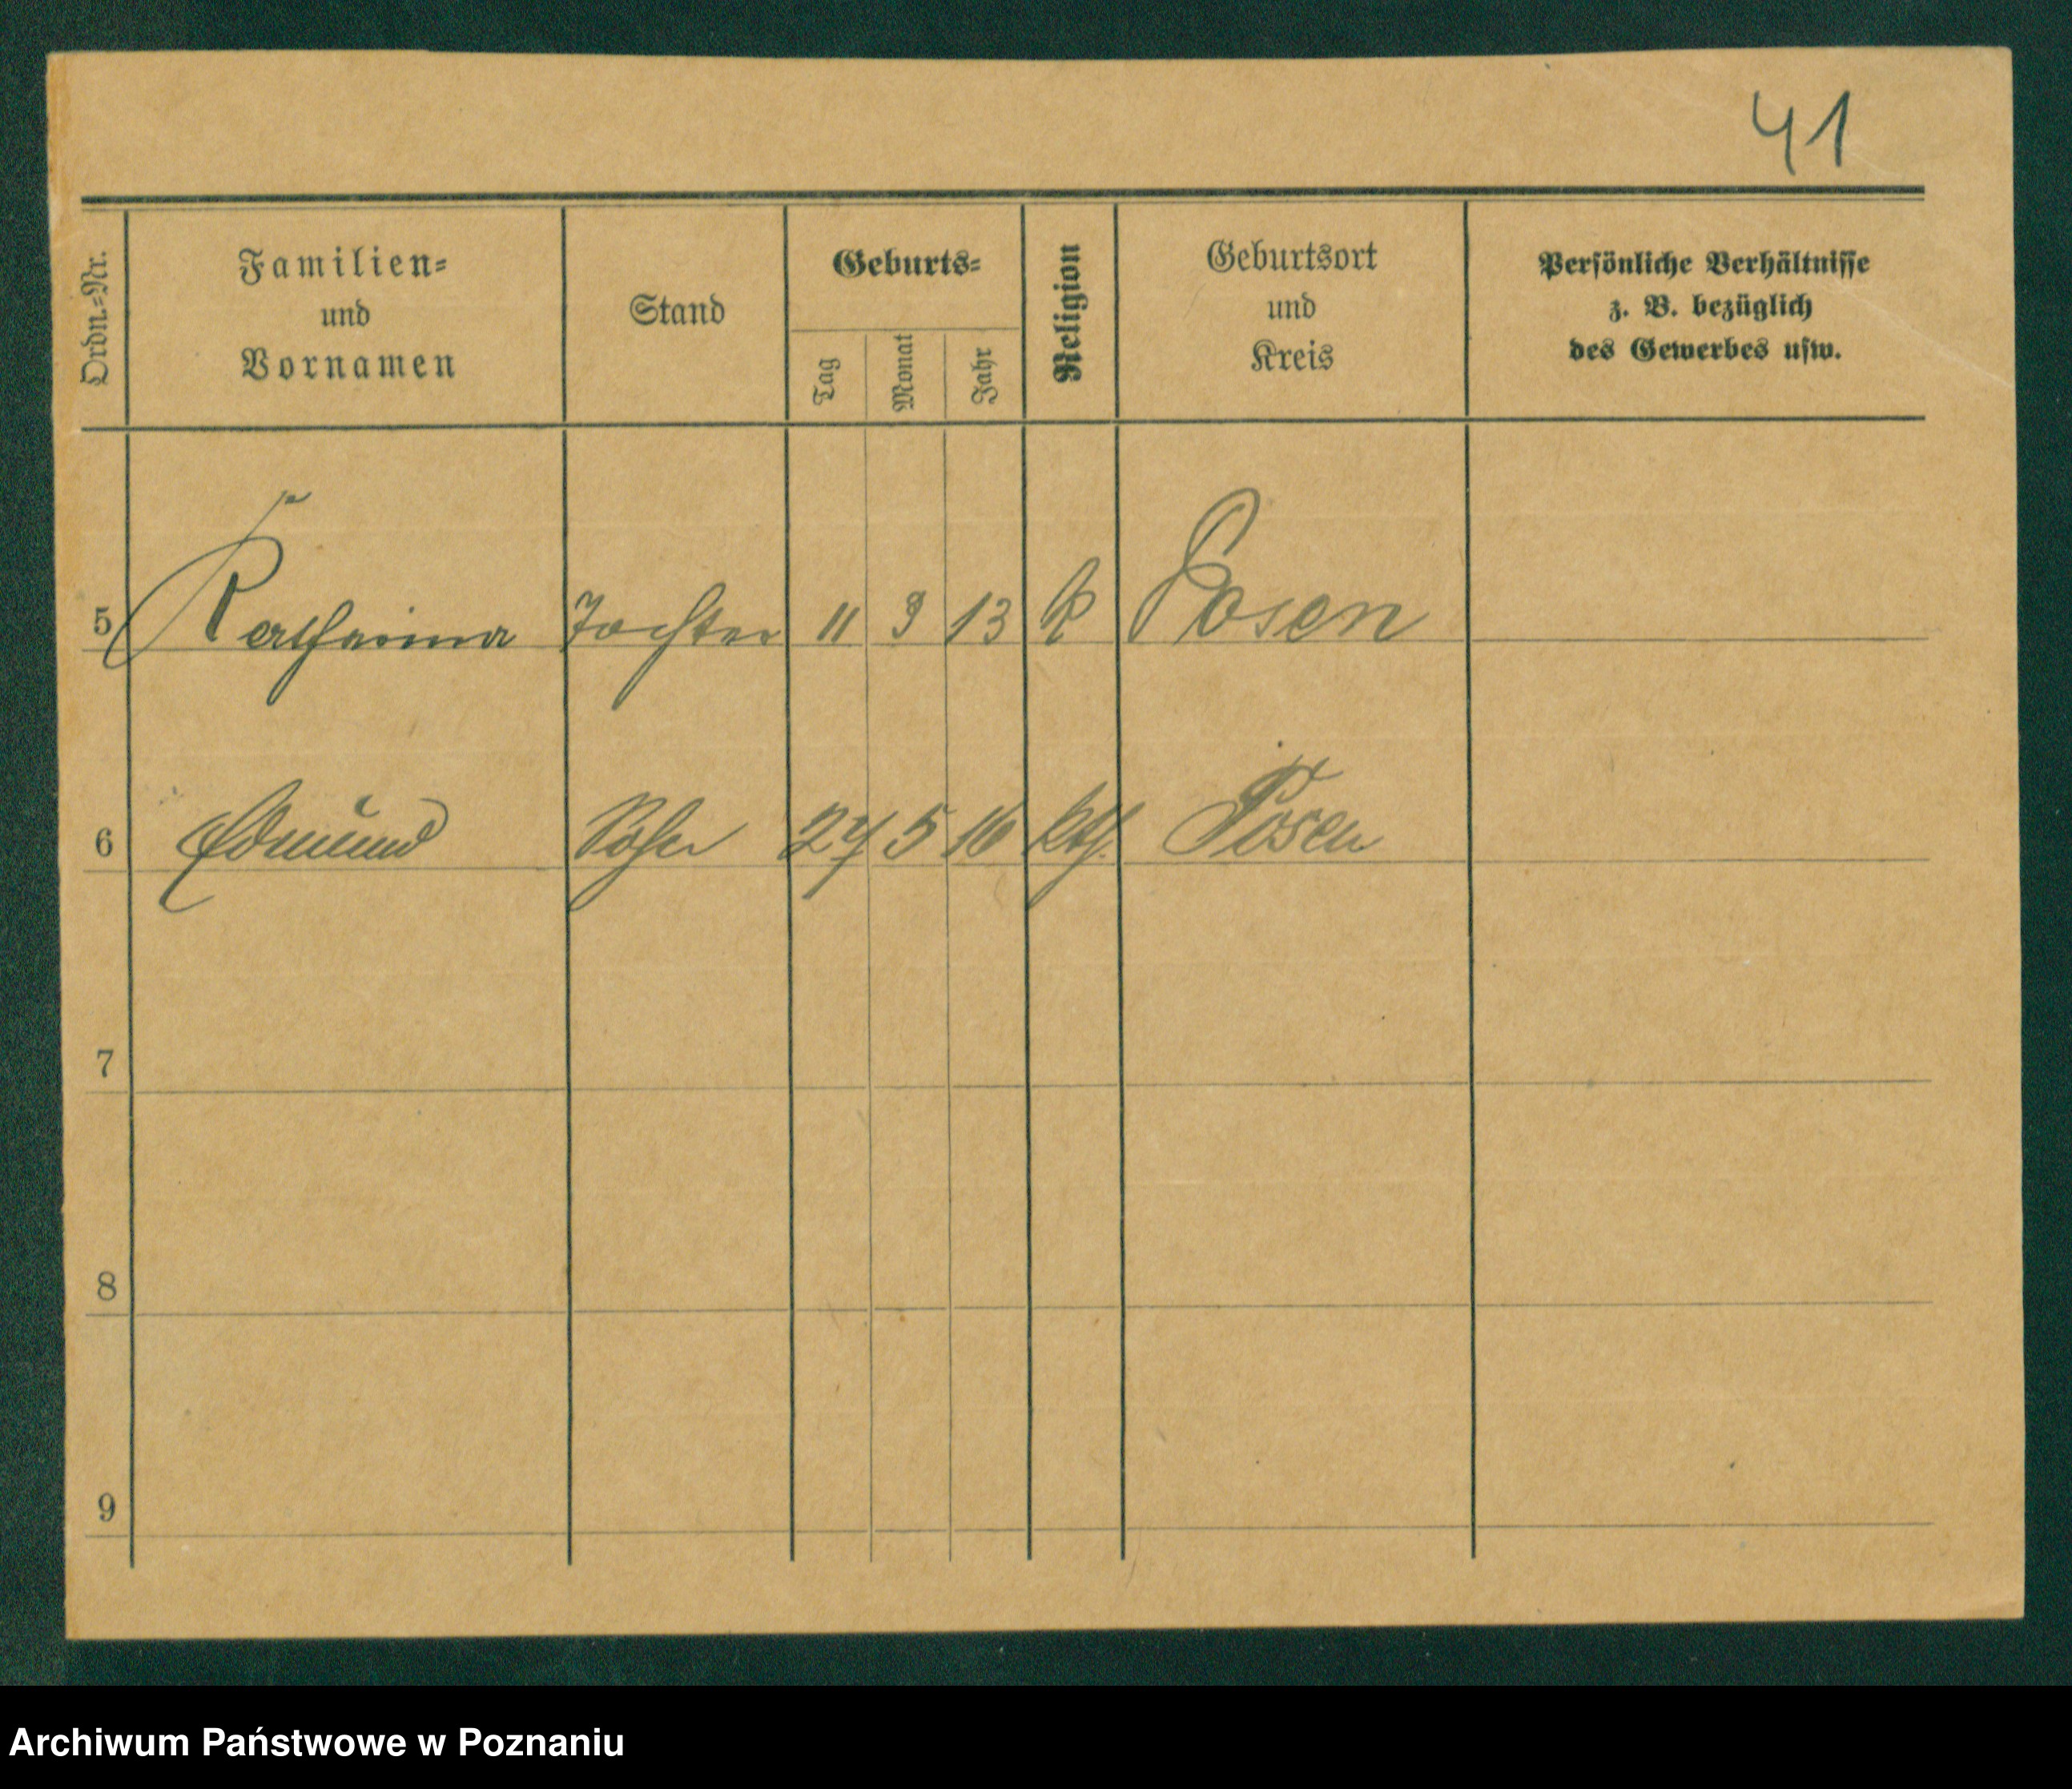 41
Ordn.=Nr.
Familien=
und
Vornamen
Stand
Geburts=
Tag
Monat
Jahr
Religion
Geburtsort
und
Kreis
Persönliche Verhältnisse
z. B. bezüglich
des Gewerbes usw.
5 Katharina Tochter 11 9 13 k Posen
6 Edmund Sohn 27 5 16 kth. Posen
7
8
9
Archiwum Państwowe w Poznaniu